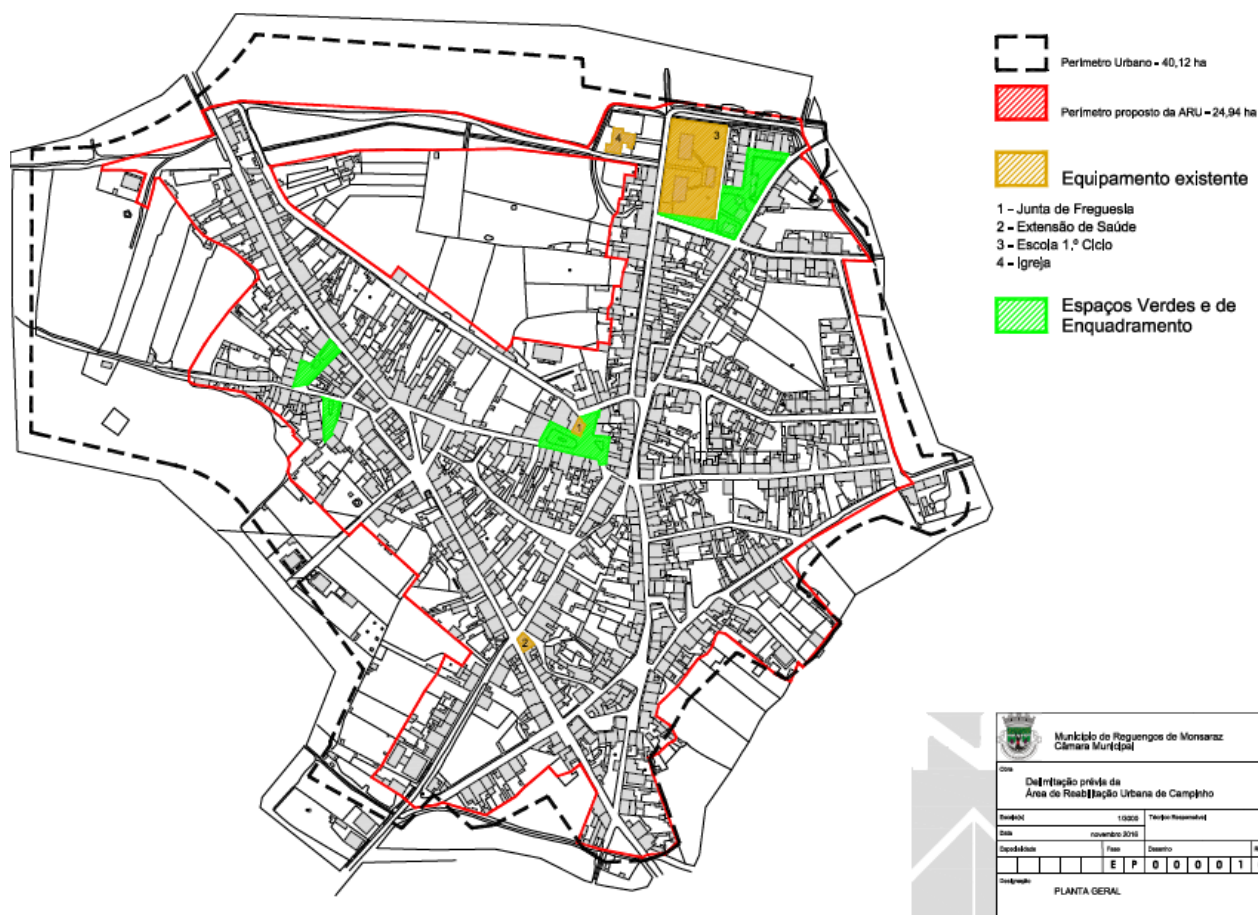 Perímetro Urbano - 40,12 ha
Perímetro proposto da ARU - 24,94 ha
Equipamento existente
1 - Junta de Freguesia
2 - Extensão de Saúde
3 - Escola 1,º Ciclo
4 - Igreja
Espaços Verdes e de
Enquadramento
4
3
1
2
Município de Reguengos de Monsaraz
Câmara Municipal
Obra
Delimitação prévia da
Área de Reabilitação Urbana de Campinho
Escala(s)
Técnico Responsável
Data novembro 2016
Especialidade Fase Desenho
E P 0 0 0 0 1
Designação
PLANTA GERAL